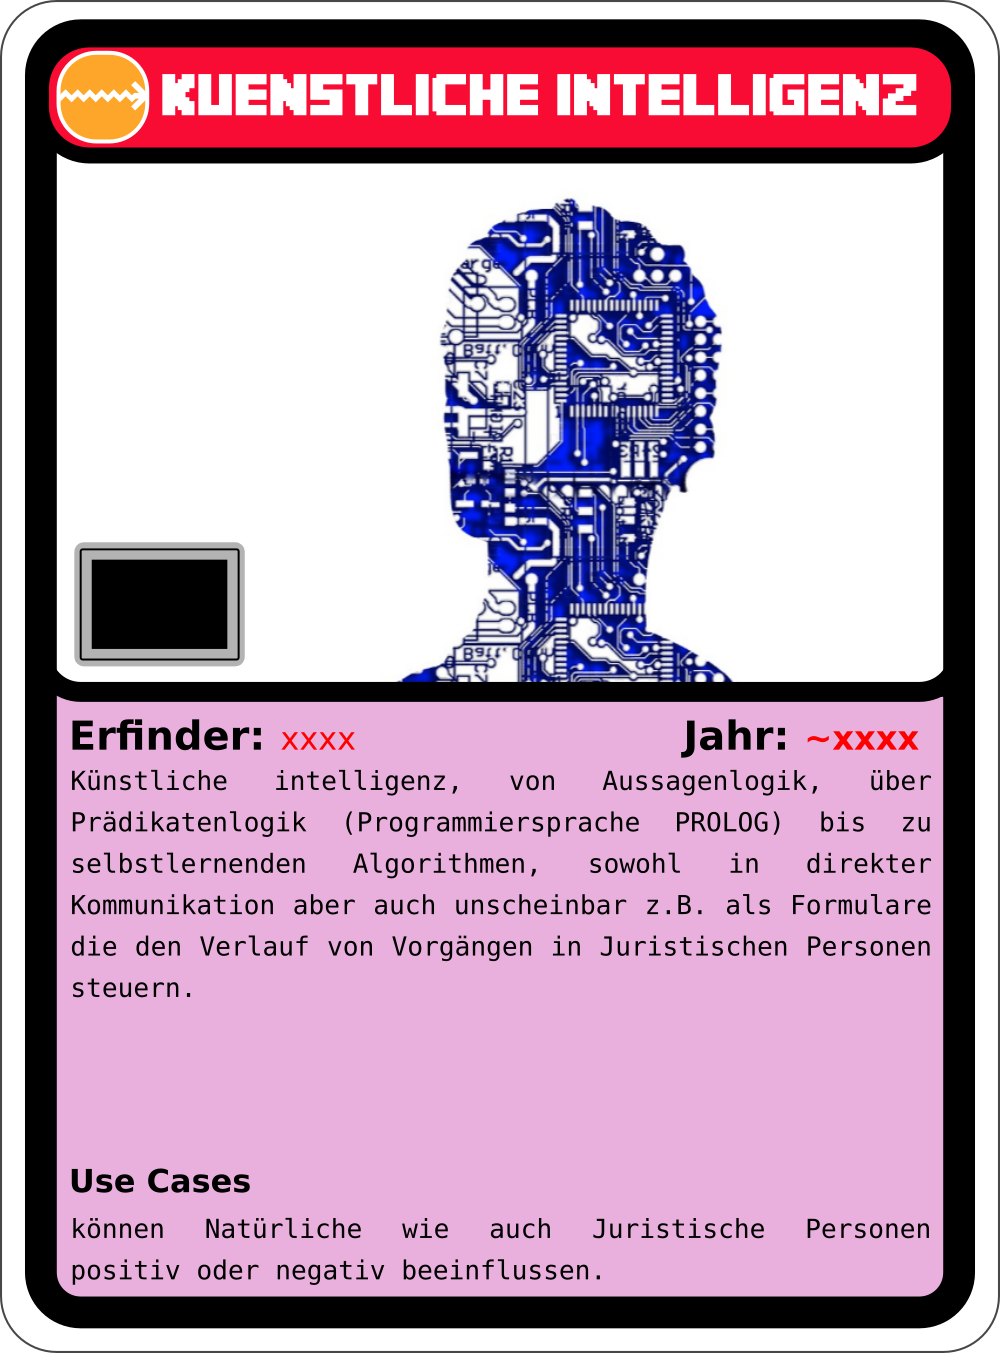 KUENSTLICHE INTELLIGENZ
Erfinder: xxxx Jahr: ~xxxx
Künstliche intelligenz, von Aussagenlogik, über
Prädikatenlogik (Programmiersprache PROLOG) bis zu
selbstlernenden Algorithmen, sowohl in direkter
Kommunikation aber auch unscheinbar z.B. als Formulare
die den Verlauf von Vorgängen in Juristischen Personen
steuern.
Use Cases
können Natürliche wie auch Juristische Personen
positiv oder negativ beeinflussen.